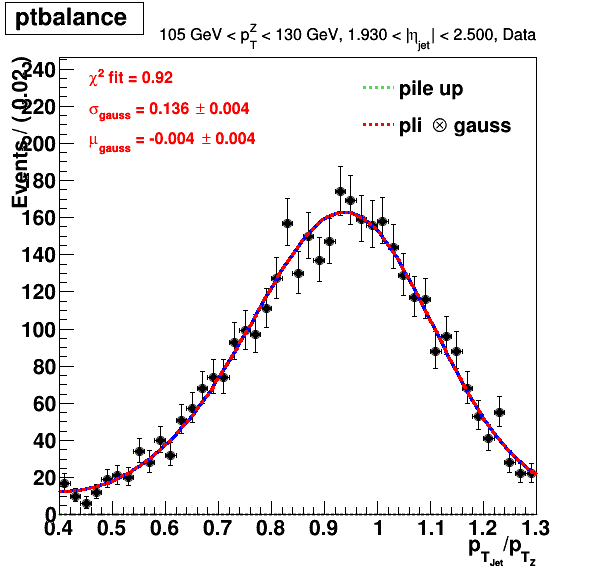 ptbalance
105 GeV < p_T^Z < 130 GeV, 1.930 < |η_jet| < 2.500, Data
Events / ( 0.02 )
χ² fit = 0.92
σ_gauss = 0.136 ± 0.004
μ_gauss = -0.004 ± 0.004
pile up
pli ⊗ gauss
240
220
200
180
160
140
120
100
80
60
40
20
0
0.4 0.5 0.6 0.7 0.8 0.9 1 1.1 1.2 1.3
p_T_Jet/p_T_Z